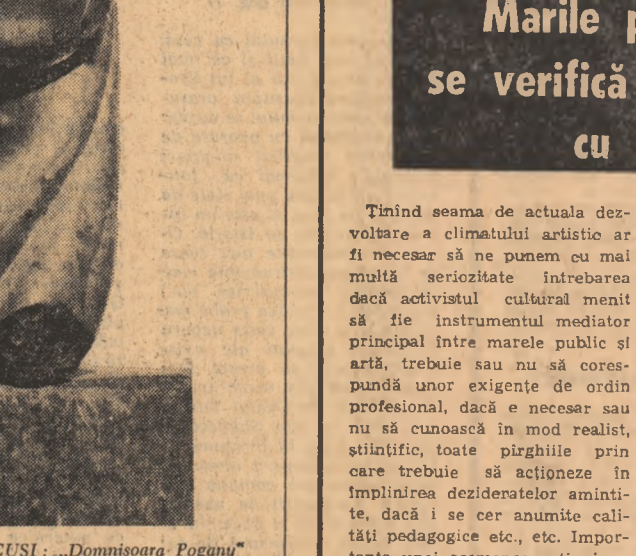 CUSI : „Domnișoara Poganu“
Marile
se verifică
cu
Ținînd seama de actuala dez-
voltare a climatului artistic ar
fi necesar să ne punem cu mai
multă seriozitate întrebarea
dacă activistul cultural menit
să fie instrumentul mediator
principal între marele public și
artă, trebuie sau nu să cores-
pundă unor exigențe de ordin
profesional, dacă e necesar sau
nu să cunoască în mod realist,
științific, toate pîrghiile prin
care trebuie să acționeze în
împlinirea dezideratelor aminti-
te, dacă i se cer anumite cali-
tăți pedagogice etc., etc. Impor-